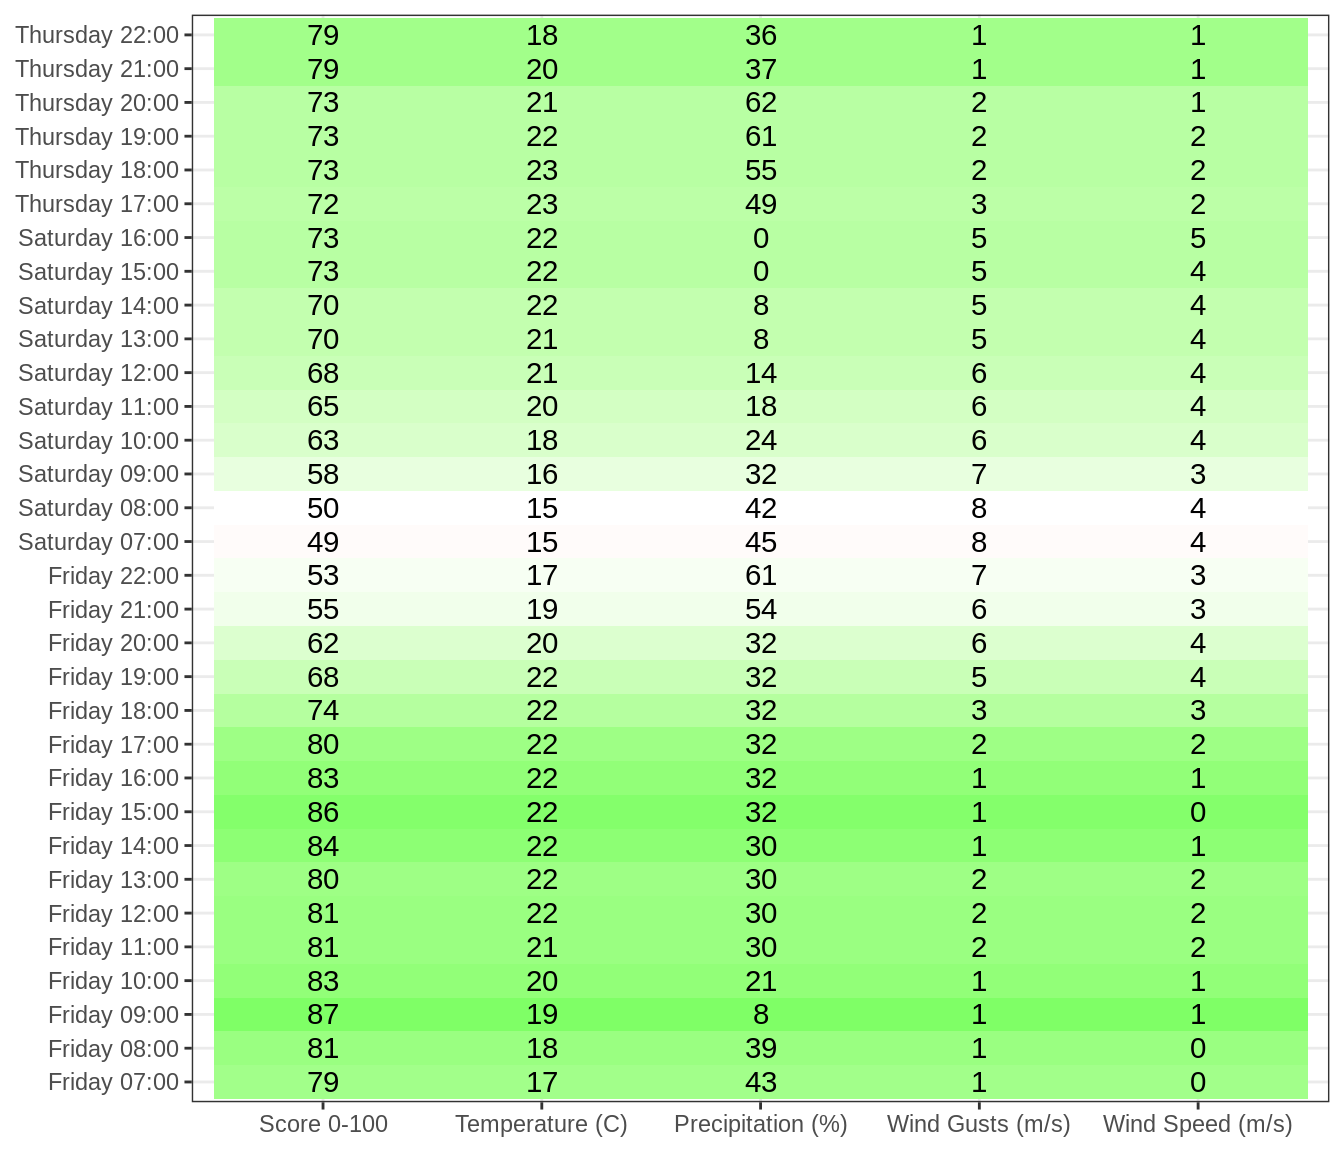 Thursday 22:00 79 18 36 1 1
Thursday 21:00 79 20 37 1 1
Thursday 20:00 73 21 62 2 1
Thursday 19:00 73 22 61 2 2
Thursday 18:00 73 23 55 2 2
Thursday 17:00 72 23 49 3 2
Saturday 16:00 73 22 0 5 5
Saturday 15:00 73 22 0 5 4
Saturday 14:00 70 22 8 5 4
Saturday 13:00 70 21 8 5 4
Saturday 12:00 68 21 14 6 4
Saturday 11:00 65 20 18 6 4
Saturday 10:00 63 18 24 6 4
Saturday 09:00 58 16 32 7 3
Saturday 08:00 50 15 42 8 4
Saturday 07:00 49 15 45 8 4
Friday 22:00 53 17 61 7 3
Friday 21:00 55 19 54 6 3
Friday 20:00 62 20 32 6 4
Friday 19:00 68 22 32 5 4
Friday 18:00 74 22 32 3 3
Friday 17:00 80 22 32 2 2
Friday 16:00 83 22 32 1 1
Friday 15:00 86 22 32 1 0
Friday 14:00 84 22 30 1 1
Friday 13:00 80 22 30 2 2
Friday 12:00 81 22 30 2 2
Friday 11:00 81 21 30 2 2
Friday 10:00 83 20 21 1 1
Friday 09:00 87 19 8 1 1
Friday 08:00 81 18 39 1 0
Friday 07:00 79 17 43 1 0
Score 0-100 Temperature (C) Precipitation (%) Wind Gusts (m/s) Wind Speed (m/s)